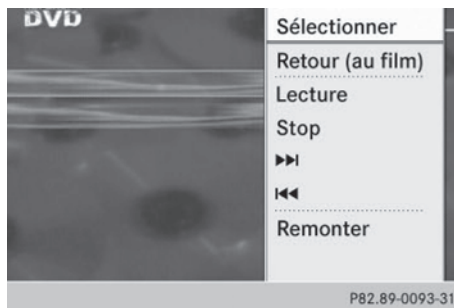 DVD
Sélectionner
Retour (au film)
Lecture
Stop
▶▶I
I◀◀
Remonter
P82.89-0093-31